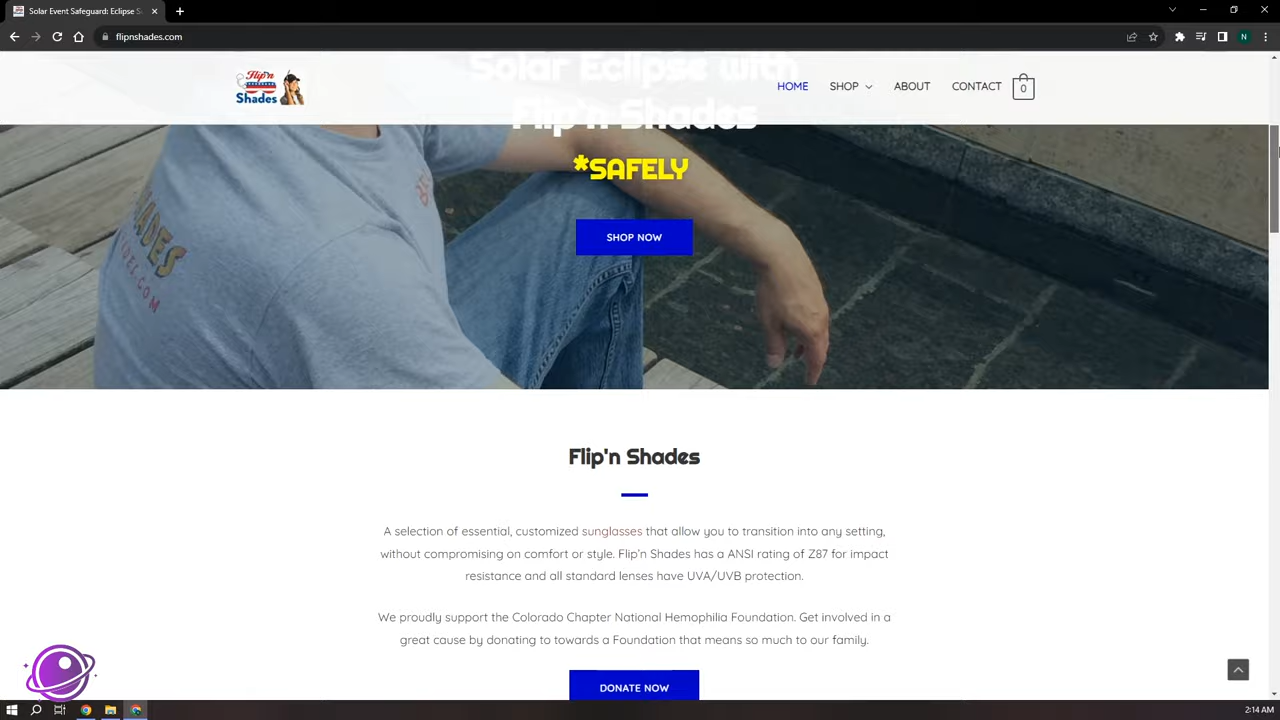 Solar Event Safeguard: Eclipse S
flipnshades.com
N
Solar Eclipse with
Flip'n
Shades
HOME
SHOP
ABOUT
CONTACT
0
Flip'n Shades
*SAFELY
SHADES
DEL.COM
SHOP NOW
Flip'n Shades
A selection of essential, customized sunglasses that allow you to transition into any setting,
without compromising on comfort or style. Flip'n Shades has a ANSI rating of Z87 for impact
resistance and all standard lenses have UVA/UVB protection.
We proudly support the Colorado Chapter National Hemophilia Foundation. Get involved in a
great cause by donating to towards a Foundation that means so much to our family.
DONATE NOW
2:14 AM